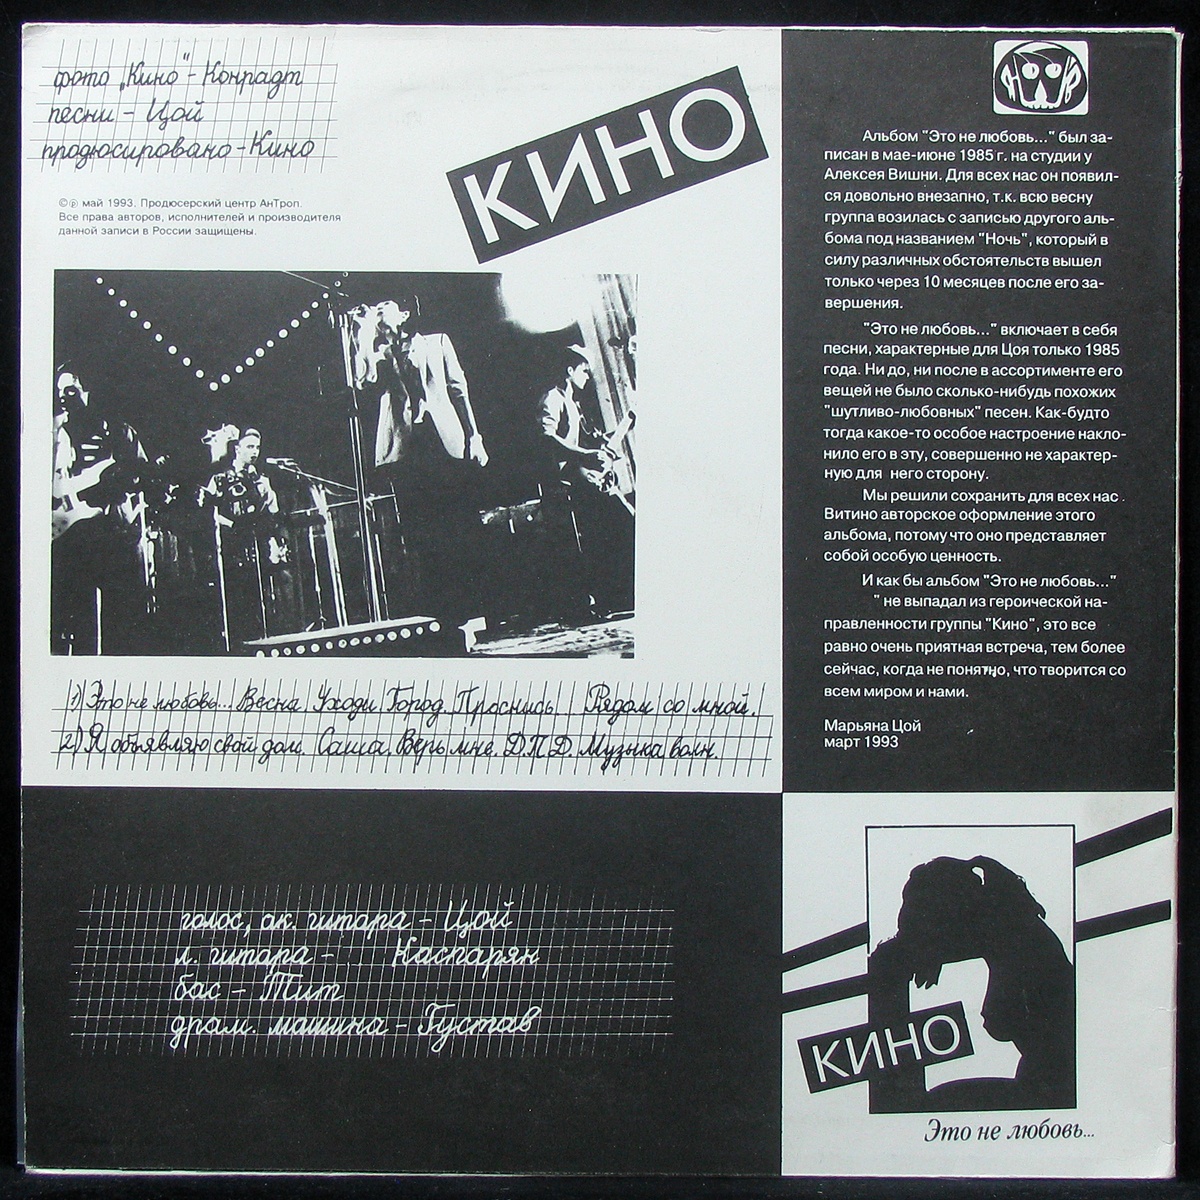 фото „Кино" - Конрадт
песни - Цой
продюсировано - Кино
©℗ май 1993. Продюсерский центр АнТроп.
Все права авторов, исполнителей и производителя
данной записи в России защищены.
КИНО
1) Это не любовь... Весна. Уходи. Город. Проснись. Рядом со мной.
2) Я объявляю свой дом. Саша. Верь мне. Д.П.Д. Музыка волн.
голос, ак. гитара - Цой
л. гитара - Каспарян
бас - Тит
драм. машина - Густав
Альбом "Это не любовь..." был за-
писан в мае-июне 1985 г. на студии у
Алексея Вишни. Для всех нас он появил-
ся довольно внезапно, т.к. всю весну
группа возилась с записью другого аль-
бома под названием "Ночь", который в
силу различных обстоятельств вышел
только через 10 месяцев после его за-
вершения.
"Это не любовь..." включает в себя
песни, характерные для Цоя только 1985
года. Ни до, ни после в ассортименте его
вещей не было сколько-нибудь похожих
"шутливо-любовных" песен. Как-будто
тогда какое-то особое настроение накло-
нило его в эту, совершенно не характер-
ную для него сторону.
Мы решили сохранить для всех нас
Витино авторское оформление этого
альбома, потому что оно представляет
собой особую ценность.
И как бы альбом "Это не любовь..."
" не выпадал из героической на-
правленности группы "Кино", это все
равно очень приятная встреча, тем более
сейчас, когда не понятно, что творится со
всем миром и нами.
Марьяна Цой
март 1993
КИНО
Это не любовь...